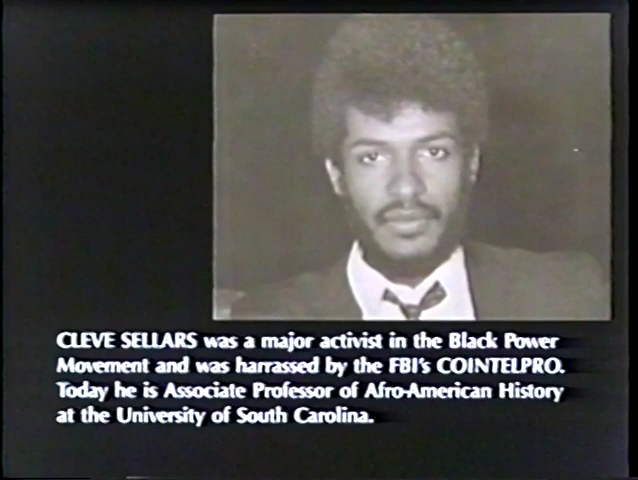 CLEVE SELLARS was a major activist in the Black Power
Movement and was harrassed by the FBI's COINTELPRO.
Today he is Associate Professor of Afro-American History
at the University of South Carolina.